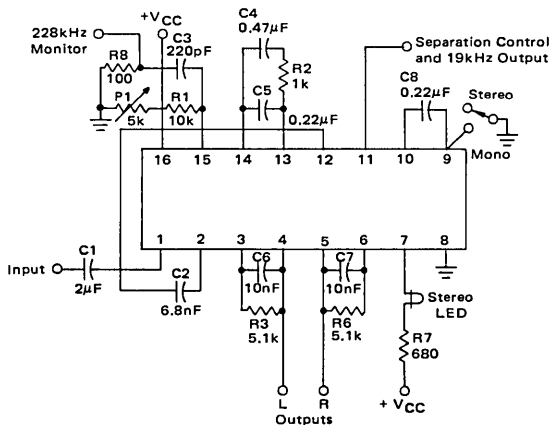 228kHz
Monitor
+VCC
C3
220pF
R8
100
P1
5k
R1
10k
C4
0.47µF
R2
1k
C5
0.22µF
Separation Control
and 19kHz Output
C8
0.22µF
Stereo
Mono
16 15 14 13 12 11 10 9
1 2 3 4 5 6 7 8
Input
C1
2µF
C2
6.8nF
C6
10nF
R3
5.1k
C7
10nF
R6
5.1k
Stereo
LED
R7
680
+ VCC
L R
Outputs